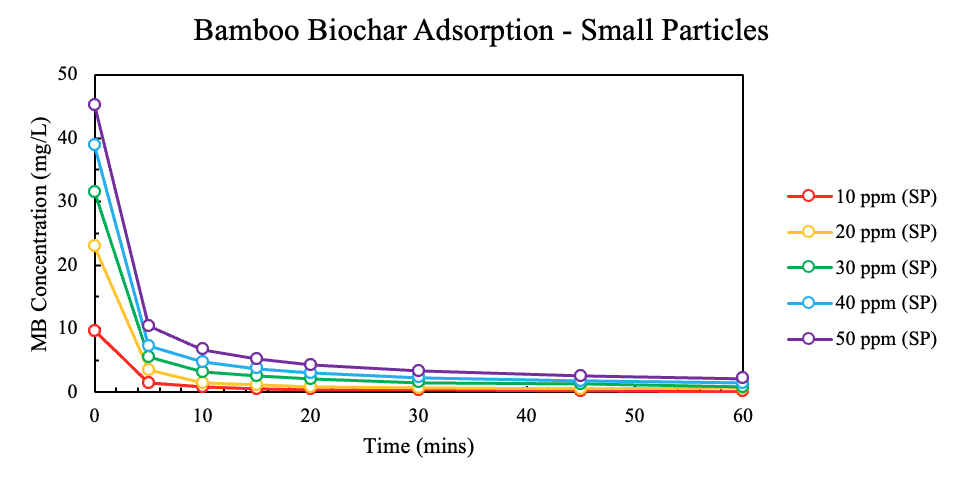 Bamboo Biochar Adsorption - Small Particles
MB Concentration (mg/L)
50
40
30
20
10
0
0 10 20 30 40 50 60
Time (mins)
10 ppm (SP)
20 ppm (SP)
30 ppm (SP)
40 ppm (SP)
50 ppm (SP)